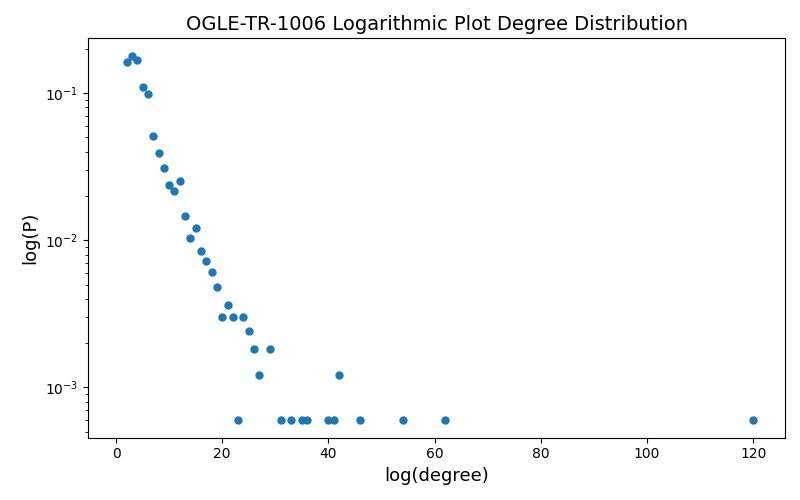 OGLE-TR-1006 Logarithmic Plot Degree Distribution
log(P)
10⁻¹
10⁻²
10⁻³
0 20 40 60 80 100 120
log(degree)